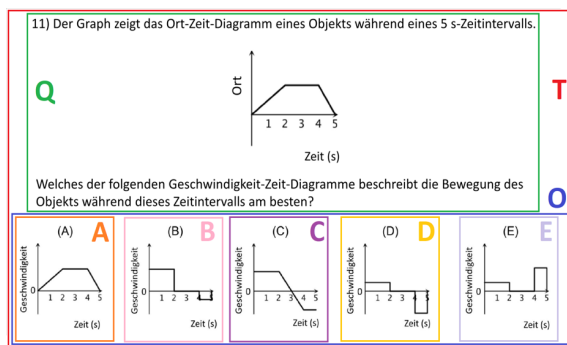 11) Der Graph zeigt das Ort-Zeit-Diagramm eines Objekts während eines 5 s-Zeitintervalls.
Q
T
Ort
1 2 3 4 5
Zeit (s)
Welches der folgenden Geschwindigkeit-Zeit-Diagramme beschreibt die Bewegung des
Objekts während dieses Zeitintervalls am besten?
O
(A) A
Geschwindigkeit
0
1 2 3 4 5
Zeit (s)
(B) B
Geschwindigkeit
0
1 2 3 4 5
Zeit (s)
(C) C
Geschwindigkeit
0
1 2 3 4 5
Zeit (s)
(D) D
Geschwindigkeit
0
1 2 3 4 5
Zeit (s)
(E) E
Geschwindigkeit
0
1 2 3 4 5
Zeit (s)